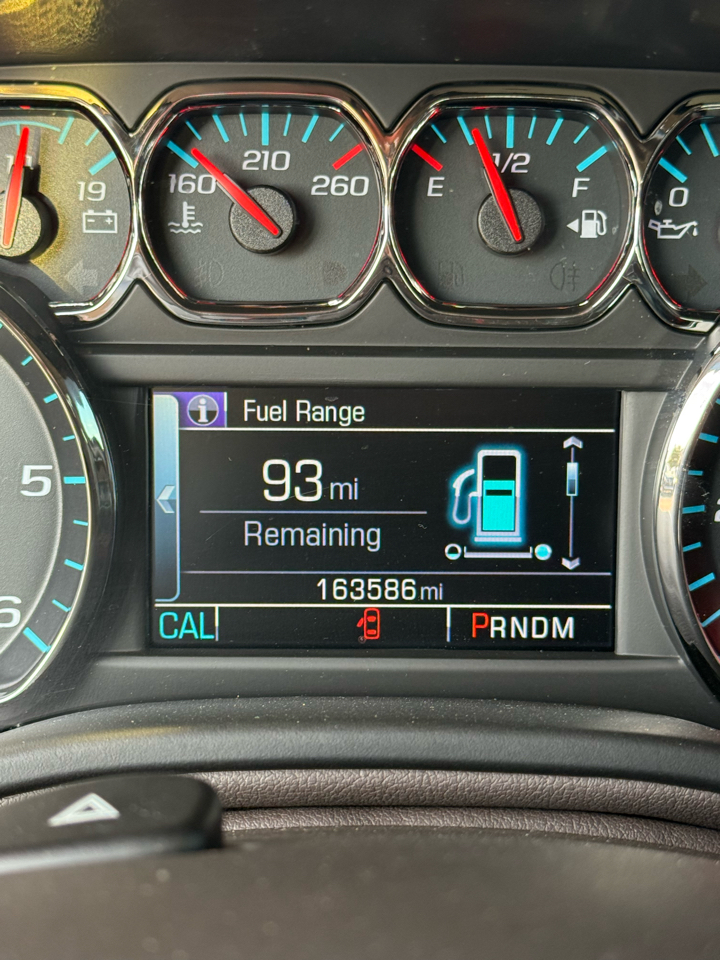 19
210
160 260
1/2
E F
0
Fuel Range
93 mi
Remaining
163586 mi
CAL
PRNDM
5
6